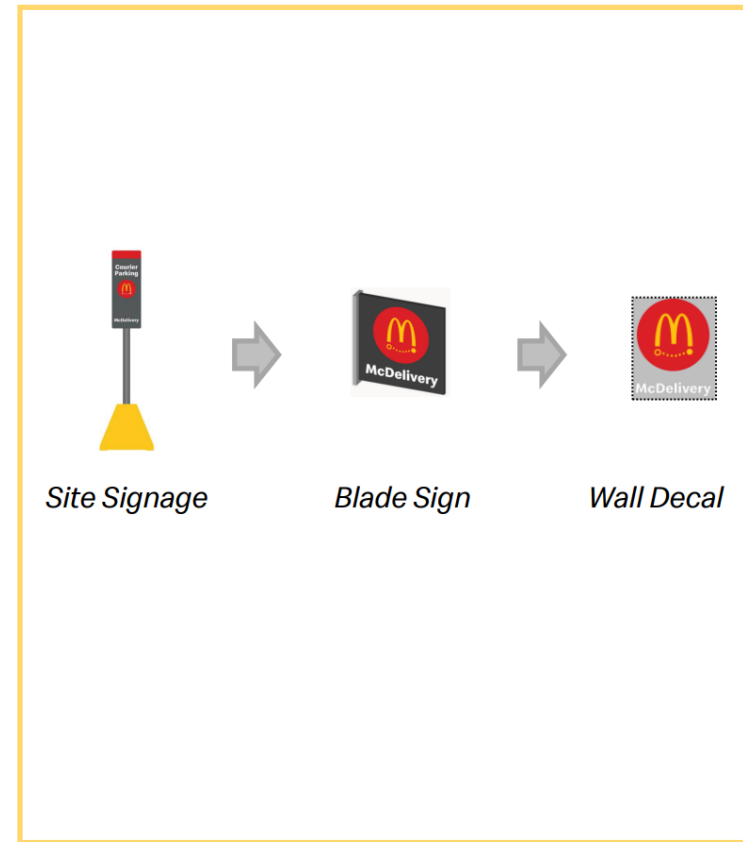 Courier
Parking
McDelivery
McDelivery
McDelivery
Site Signage
Blade Sign
Wall Decal